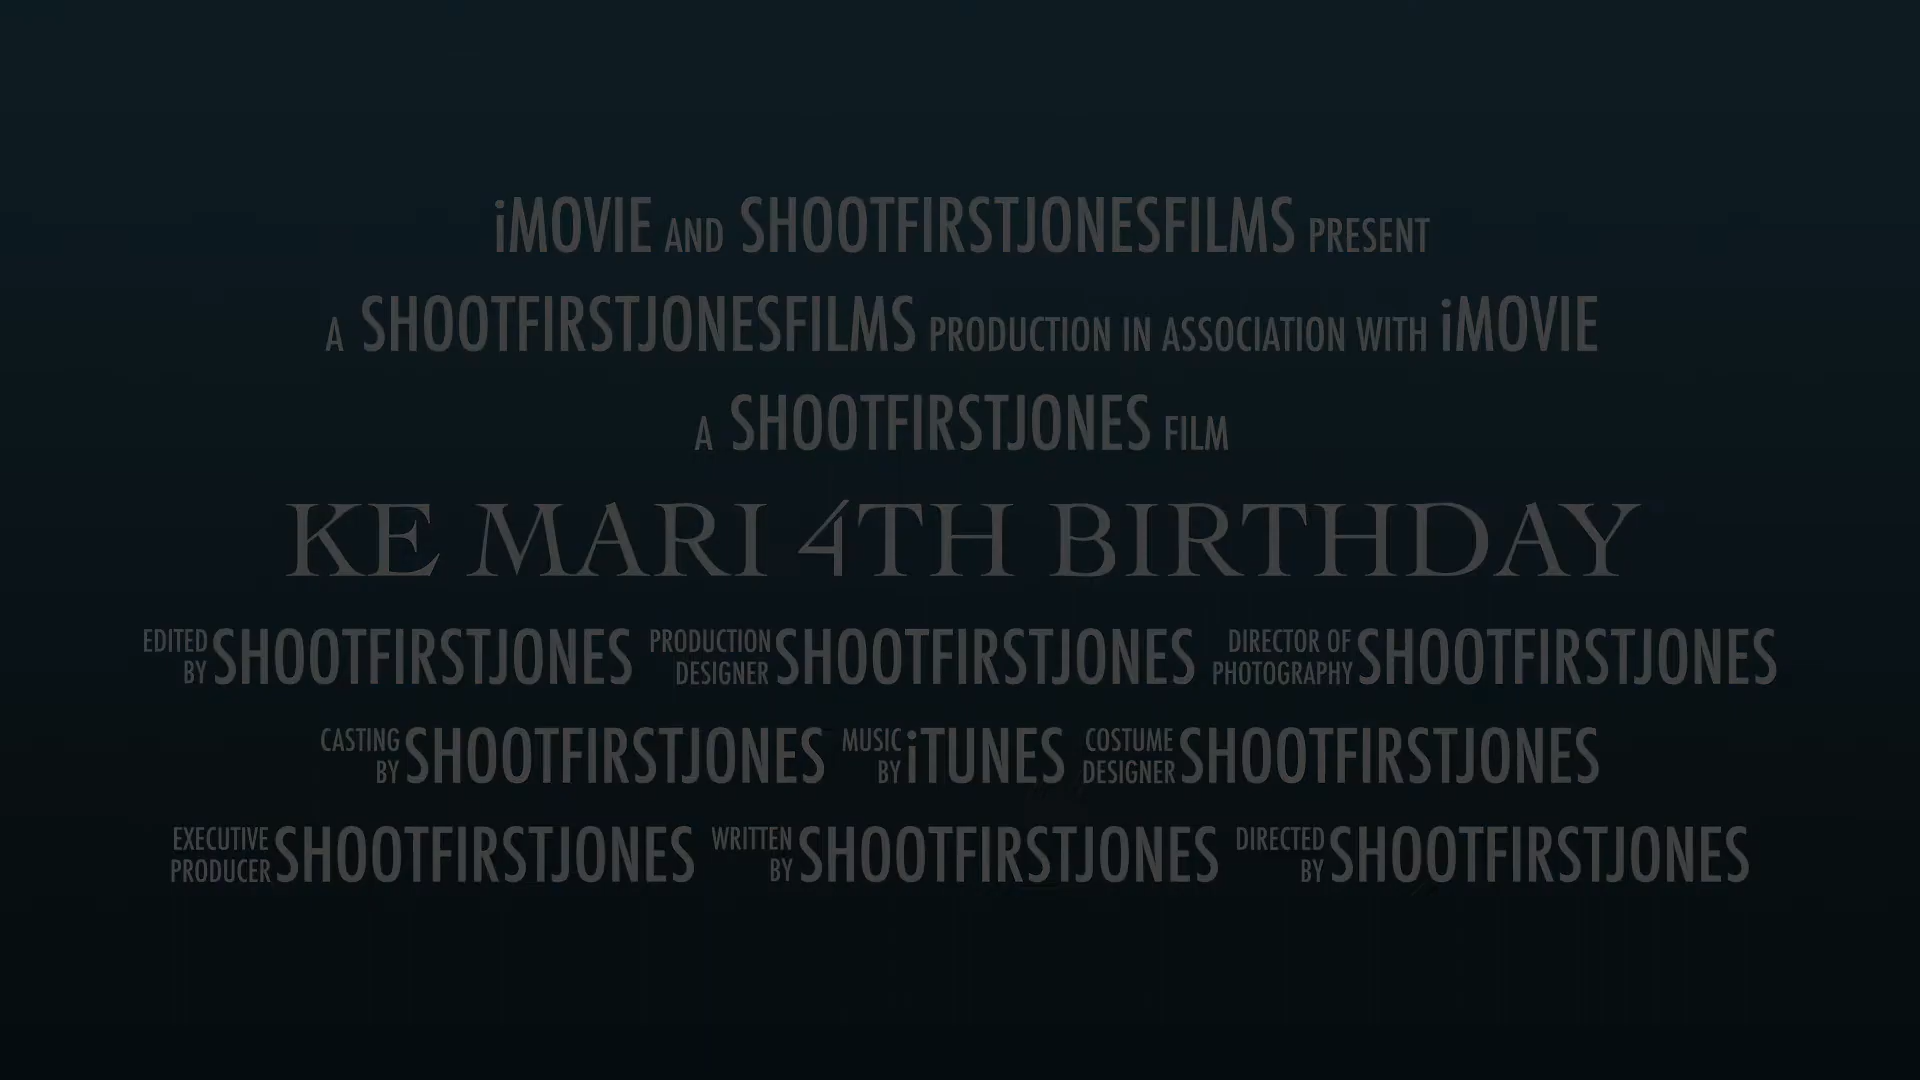 iMOVIE AND SHOOTFIRSTJONESFILMS PRESENT
A SHOOTFIRSTJONESFILMS PRODUCTION IN ASSOCIATION WITH iMOVIE
A SHOOTFIRSTJONES FILM
KE MARI 4TH BIRTHDAY
EDITED BY SHOOTFIRSTJONES PRODUCTION DESIGNER SHOOTFIRSTJONES DIRECTOR OF PHOTOGRAPHY SHOOTFIRSTJONES
CASTING BY SHOOTFIRSTJONES MUSIC BY iTUNES COSTUME DESIGNER SHOOTFIRSTJONES
EXECUTIVE PRODUCER SHOOTFIRSTJONES WRITTEN BY SHOOTFIRSTJONES DIRECTED BY SHOOTFIRSTJONES